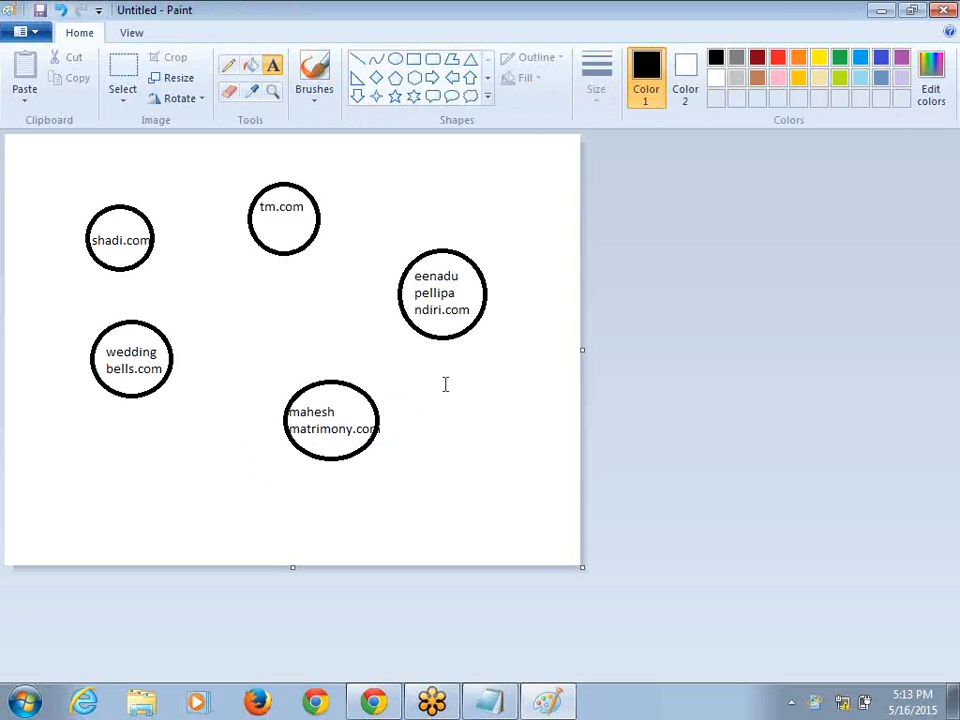 Untitled - Paint
Home
View
Paste
Cut
Copy
Clipboard
Select
Crop
Resize
Rotate
Image
A
Tools
Brushes
Shapes
Outline
Fill
Size
Color 1
Color 2
Edit colors
Colors
tm.com
shadi.com
eenadu
pellipa
ndiri.com
wedding
bells.com
mahesh
matrimony.com
5:13 PM
5/16/2015